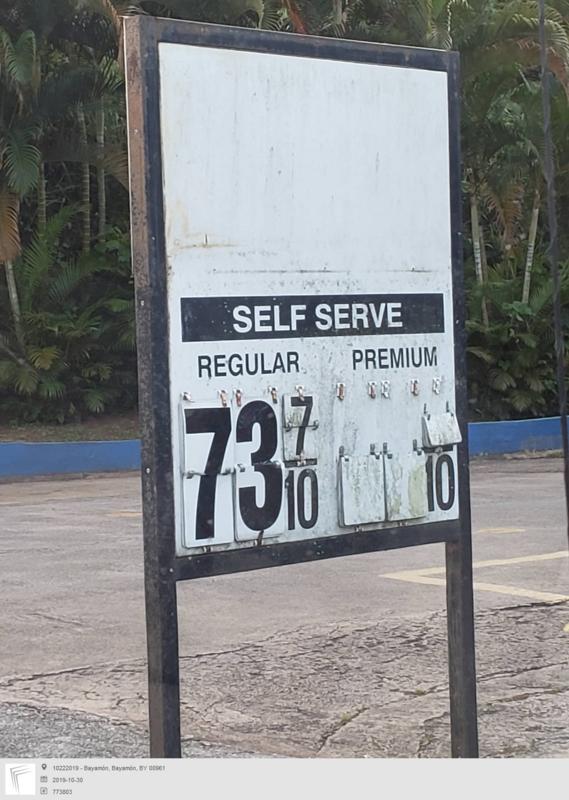 SELF SERVE
REGULAR PREMIUM
73 7/10 /10
10222019 - Bayamón, Bayamón, BY 00961
2019-10-30
773803